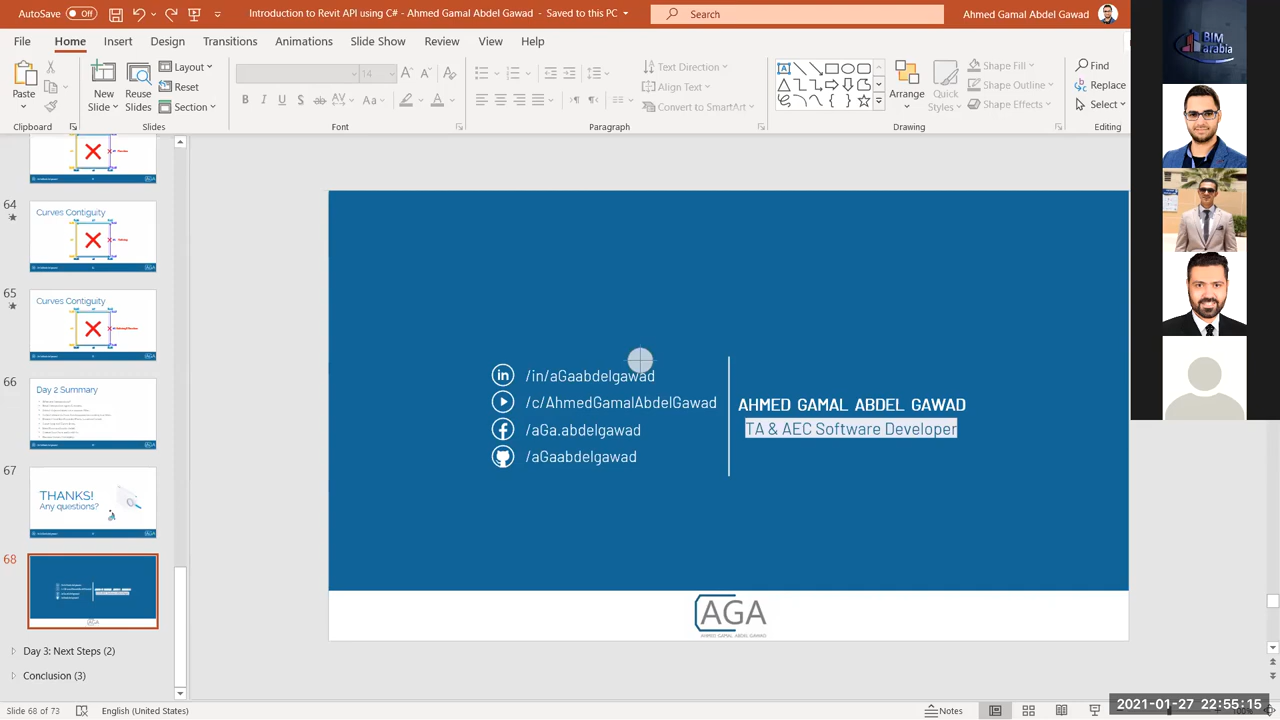 AutoSave Off
Introduction to Revit API using C# - Ahmed Gamal Abdel Gawad - Saved to this PC
Search
Ahmed Gamal Abdel Gawad
File Home Insert Design Transitions Animations Slide Show Review View Help
Paste
New Slide
Reuse Slides
Layout
Reset
Section
14
Text Direction
Align Text
Convert to SmartArt
Arrange
Quick Styles
Shape Fill
Shape Outline
Shape Effects
Find
Replace
Select
Clipboard
Slides
Font
Paragraph
Drawing
Editing
BIM
arabia
64
Curves Contiguity
65
Curves Contiguity
66
Day 2 Summary
67
THANKS!
Any questions?
68
Day 3: Next Steps (2)
Conclusion (3)
in /in/aGaabdelgawad
/c/AhmedGamalAbdelGawad
/aGa.abdelgawad
/aGaabdelgawad
AHMED GAMAL ABDEL GAWAD
TA & AEC Software Developer
AGA
AHMED GAMAL ABDEL GAWAD
Slide 68 of 73
English (United States)
Notes
2021-01-27 22:55:15